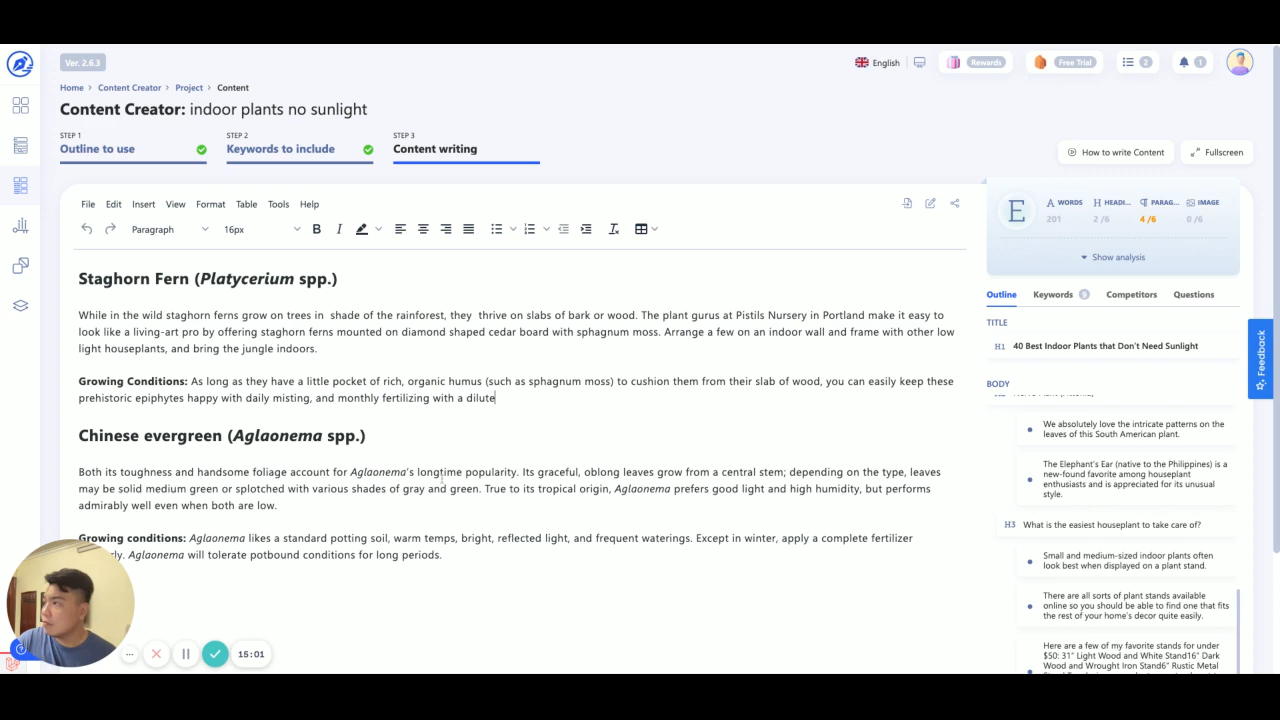 Ver. 2.6.3
English
Rewards
Free Trial
2
1
Home > Content Creator > Project > Content
Content Creator: indoor plants no sunlight
STEP 1
Outline to use
STEP 2
Keywords to include
STEP 3
Content writing
How to write Content
Fullscreen
File Edit Insert View Format Table Tools Help
Paragraph 16px B I
Staghorn Fern (Platycerium spp.)
While in the wild staghorn ferns grow on trees in shade of the rainforest, they thrive on slabs of bark or wood. The plant gurus at Pistils Nursery in Portland make it easy to
look like a living-art pro by offering staghorn ferns mounted on diamond shaped cedar board with sphagnum moss. Arrange a few on an indoor wall and frame with other low
light houseplants, and bring the jungle indoors.
Growing Conditions: As long as they have a little pocket of rich, organic humus (such as sphagnum moss) to cushion them from their slab of wood, you can easily keep these
prehistoric epiphytes happy with daily misting, and monthly fertilizing with a dilute
Chinese evergreen (Aglaonema spp.)
Both its toughness and handsome foliage account for Aglaonema's longtime popularity. Its graceful, oblong leaves grow from a central stem; depending on the type, leaves
may be solid medium green or splotched with various shades of gray and green. True to its tropical origin, Aglaonema prefers good light and high humidity, but performs
admirably well even when both are low.
Growing conditions: Aglaonema likes a standard potting soil, warm temps, bright, reflected light, and frequent waterings. Except in winter, apply a complete fertilizer
Aglaonema will tolerate potbound conditions for long periods.
15:01
E
WORDS HEADI... PARAG... IMAGE
201 2 /6 4 /6 0 /6
Show analysis
Outline Keywords 9 Competitors Questions
TITLE
H1 40 Best Indoor Plants that Don't Need Sunlight
BODY
We absolutely love the intricate patterns on the
leaves of this South American plant.
The Elephant's Ear (native to the Philippines) is a
new-found favorite among houseplant
enthusiasts and is appreciated for its unusual
style.
H3 What is the easiest houseplant to take care of?
Small and medium-sized indoor plants often
look best when displayed on a plant stand.
There are all sorts of plant stands available
online so you should be able to find one that fits
the rest of your home's decor quite easily.
Here are a few of my favorite stands for under
$50: 31" Light Wood and White Stand16" Dark
Wood and Wrought Iron Stand6" Rustic Metal
Feedback